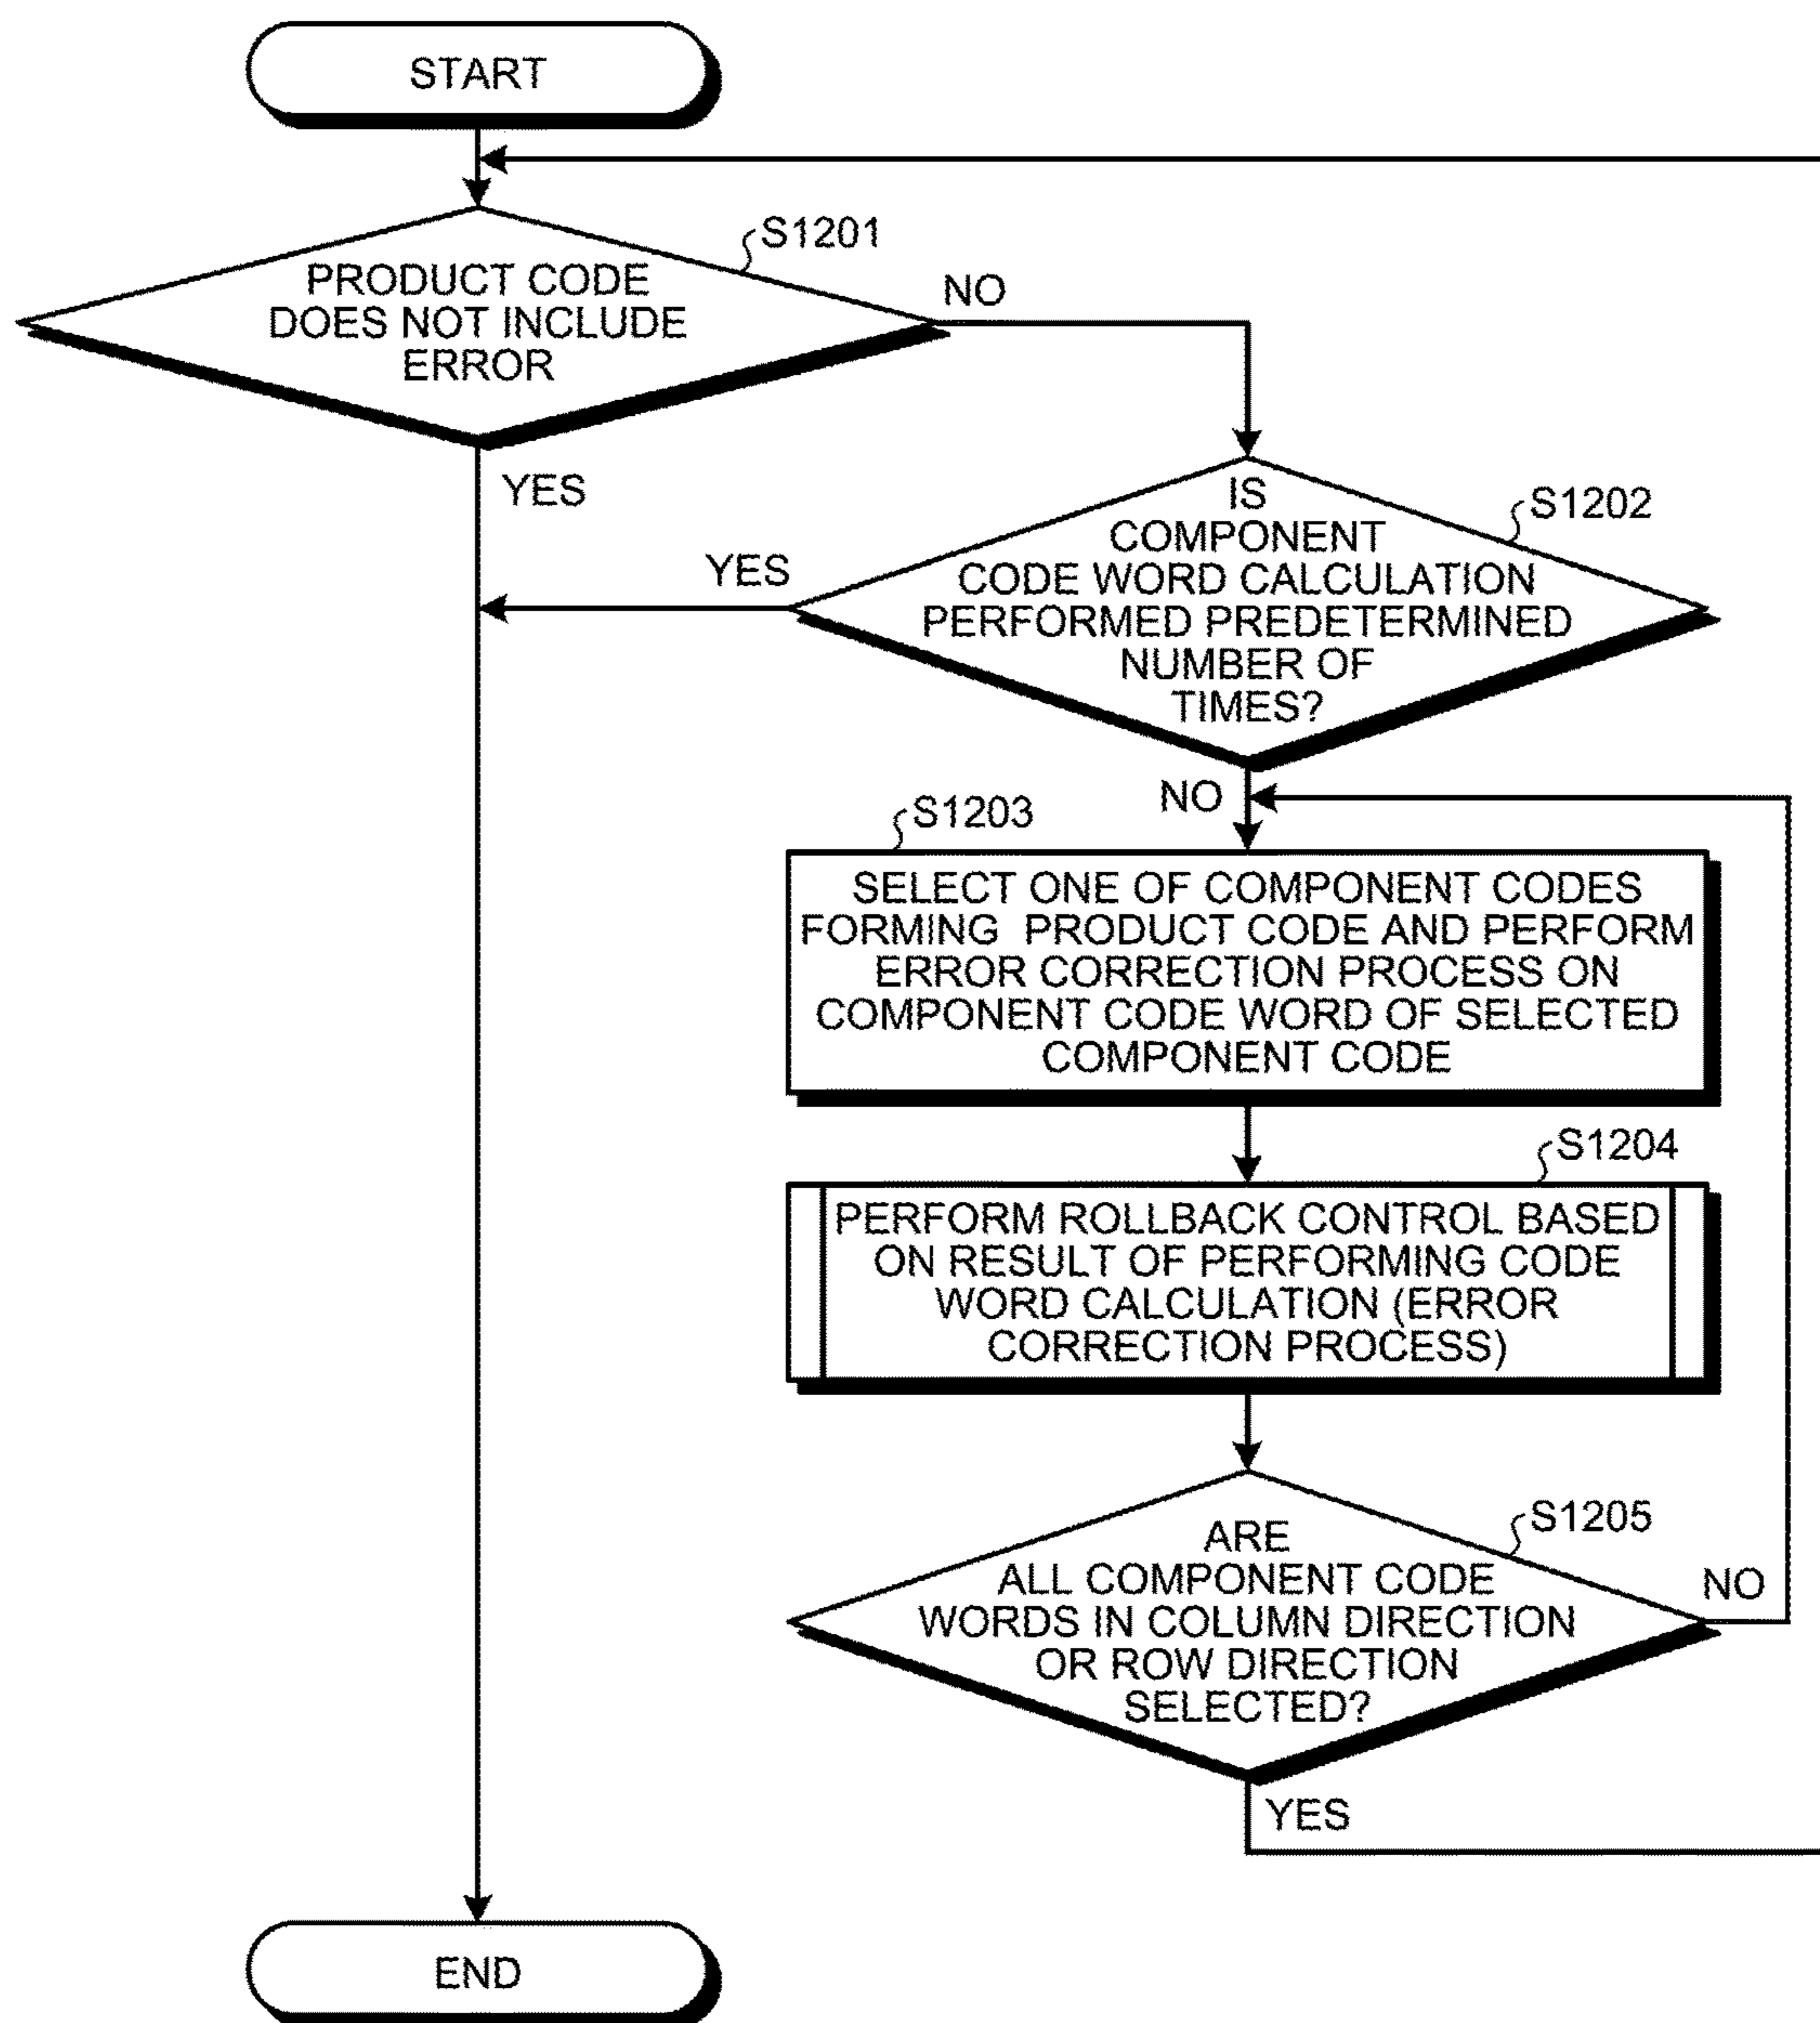 START
S1201
PRODUCT CODE
DOES NOT INCLUDE
ERROR
NO
YES
S1202
IS
COMPONENT
CODE WORD CALCULATION
PERFORMED PREDETERMINED
NUMBER OF
TIMES?
YES
NO
S1203
SELECT ONE OF COMPONENT CODES
FORMING PRODUCT CODE AND PERFORM
ERROR CORRECTION PROCESS ON
COMPONENT CODE WORD OF SELECTED
COMPONENT CODE
S1204
PERFORM ROLLBACK CONTROL BASED
ON RESULT OF PERFORMING CODE
WORD CALCULATION (ERROR
CORRECTION PROCESS)
S1205
ARE
ALL COMPONENT CODE
WORDS IN COLUMN DIRECTION
OR ROW DIRECTION
SELECTED?
NO
YES
END